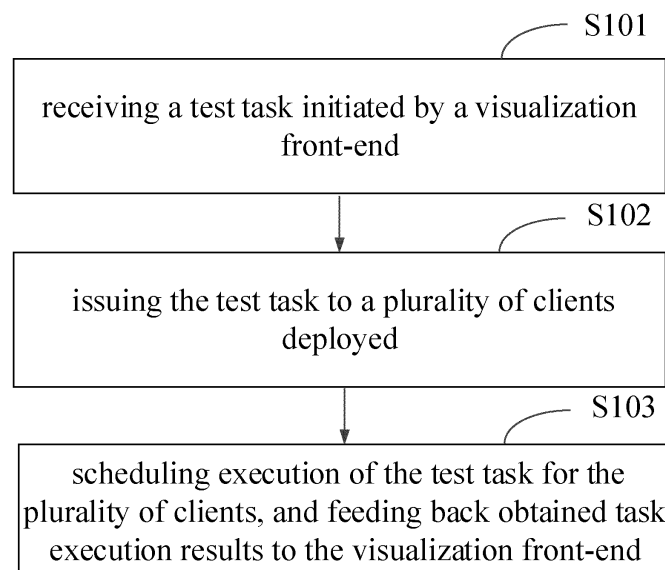 S101
receiving a test task initiated by a visualization
front-end
S102
issuing the test task to a plurality of clients
deployed
S103
scheduling execution of the test task for the
plurality of clients, and feeding back obtained task
execution results to the visualization front-end